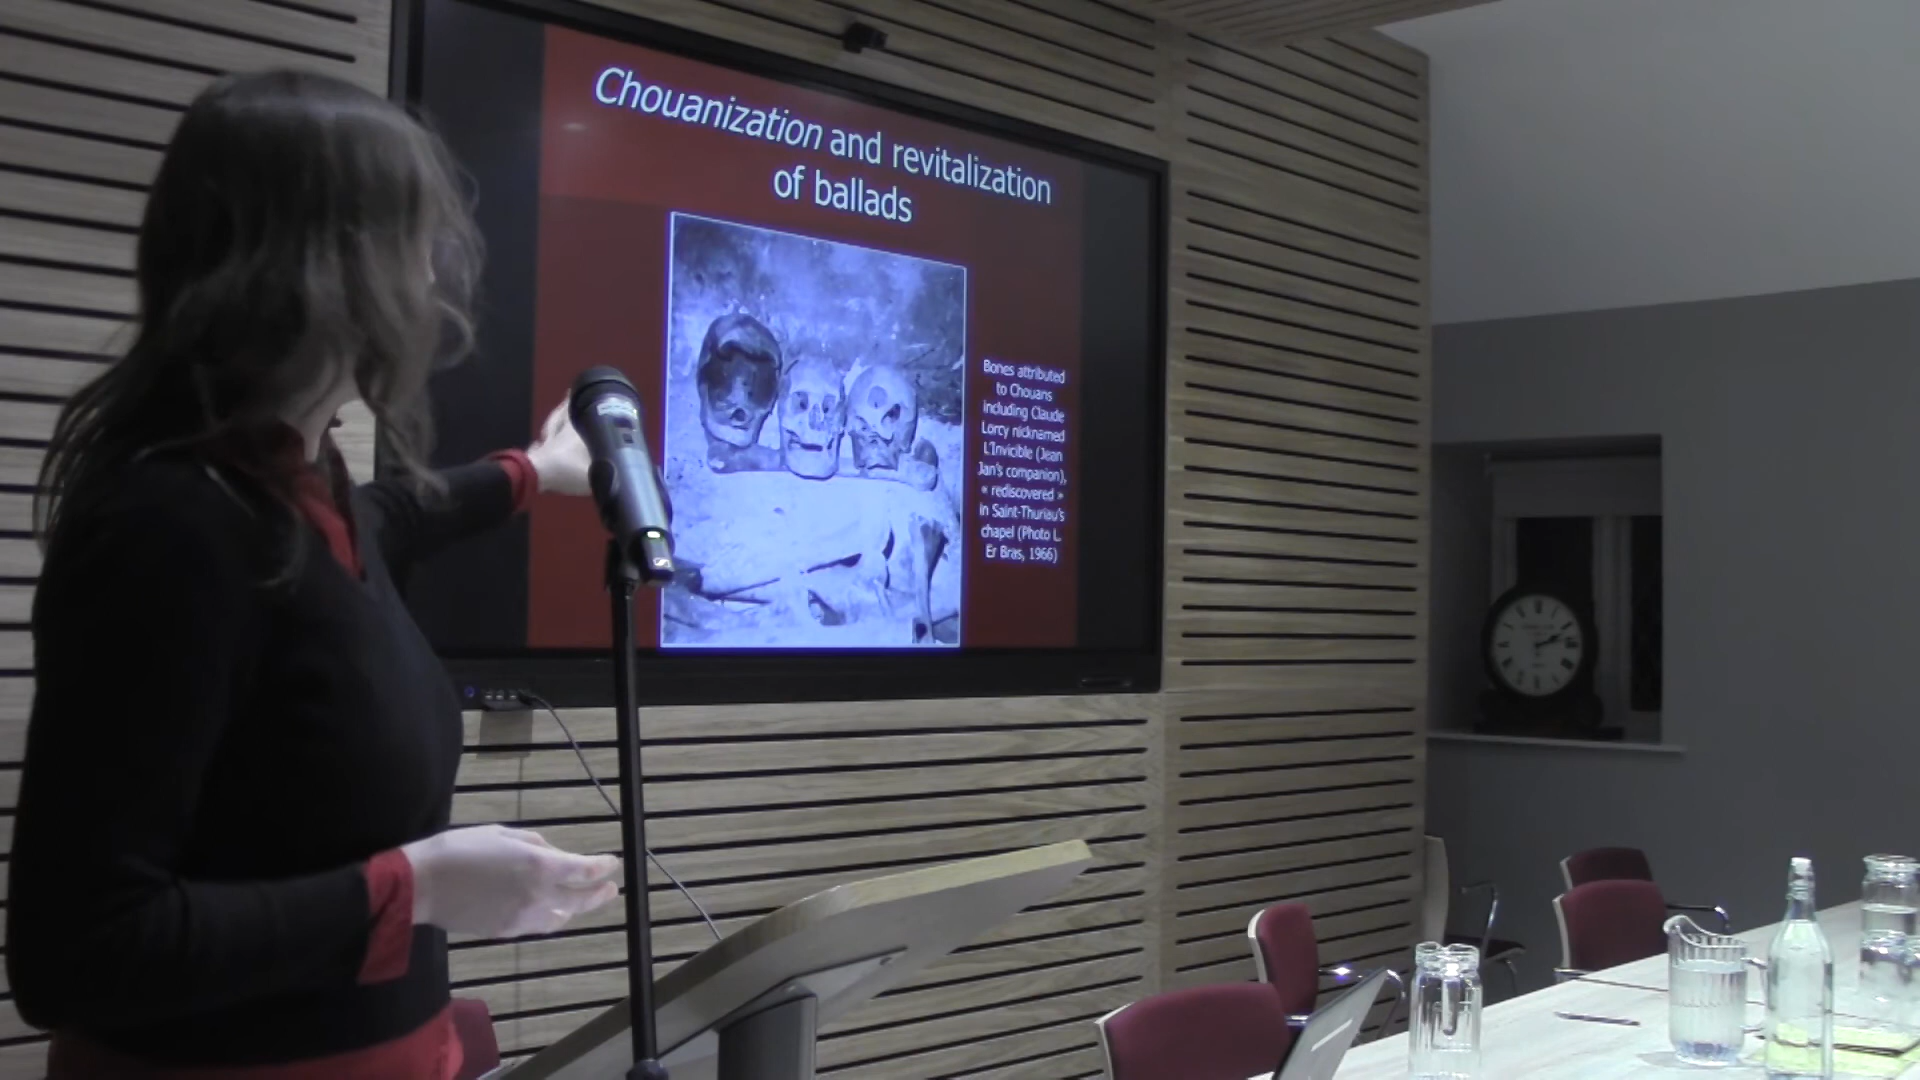 Chouanization and revitalization
of ballads
Bones attributed
to Chouans
including Claude
Lorcy nicknamed
L'Invicible (Jean
Jan's companion),
« rediscovered »
in Saint-Thuriau's
chapel (Photo L.
Er Bras, 1966)